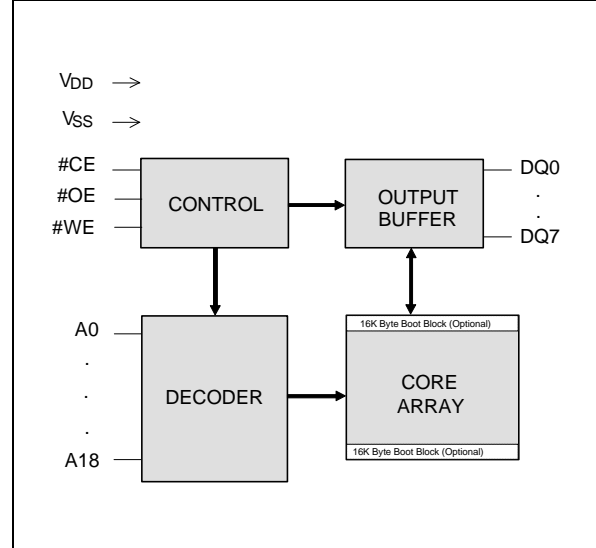 VDD
VSS
#CE
#OE
#WE
CONTROL
OUTPUT
BUFFER
DQ0
.
.
DQ7
A0
.
.
.
A18
DECODER
16K Byte Boot Block (Optional)
CORE
ARRAY
16K Byte Boot Block (Optional)